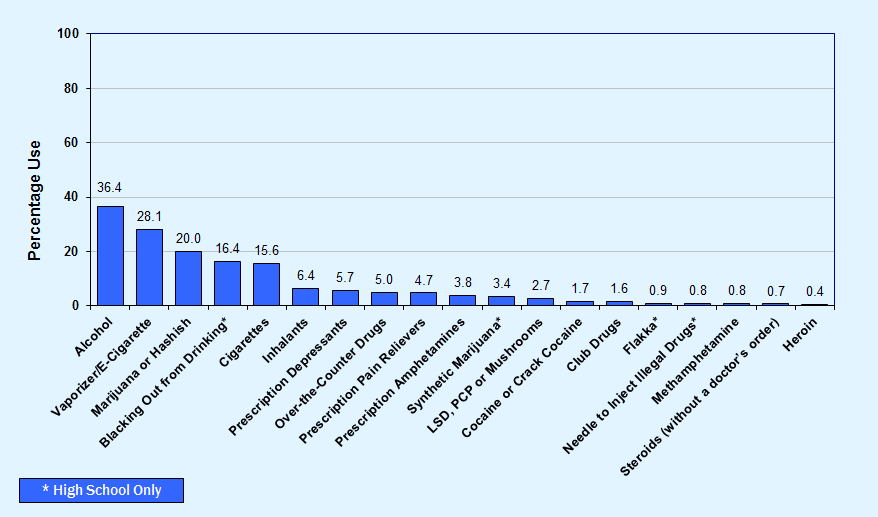 100
80
60
40
20
0
Percentage Use
36.4
28.1
20.0
16.4
15.6
6.4
5.7
5.0
4.7
3.8
3.4
2.7
1.7
1.6
0.9
0.8
0.8
0.7
0.4
Alcohol
Vaporizer/E-Cigarette
Marijuana or Hashish
Blacking Out from Drinking*
Cigarettes
Inhalants
Prescription Depressants
Over-the-Counter Drugs
Prescription Pain Relievers
Prescription Amphetamines
Synthetic Marijuana*
LSD, PCP or Mushrooms
Cocaine or Crack Cocaine
Club Drugs
Flakka*
Needle to Inject Illegal Drugs*
Methamphetamine
Steroids (without a doctor's order)
Heroin
* High School Only